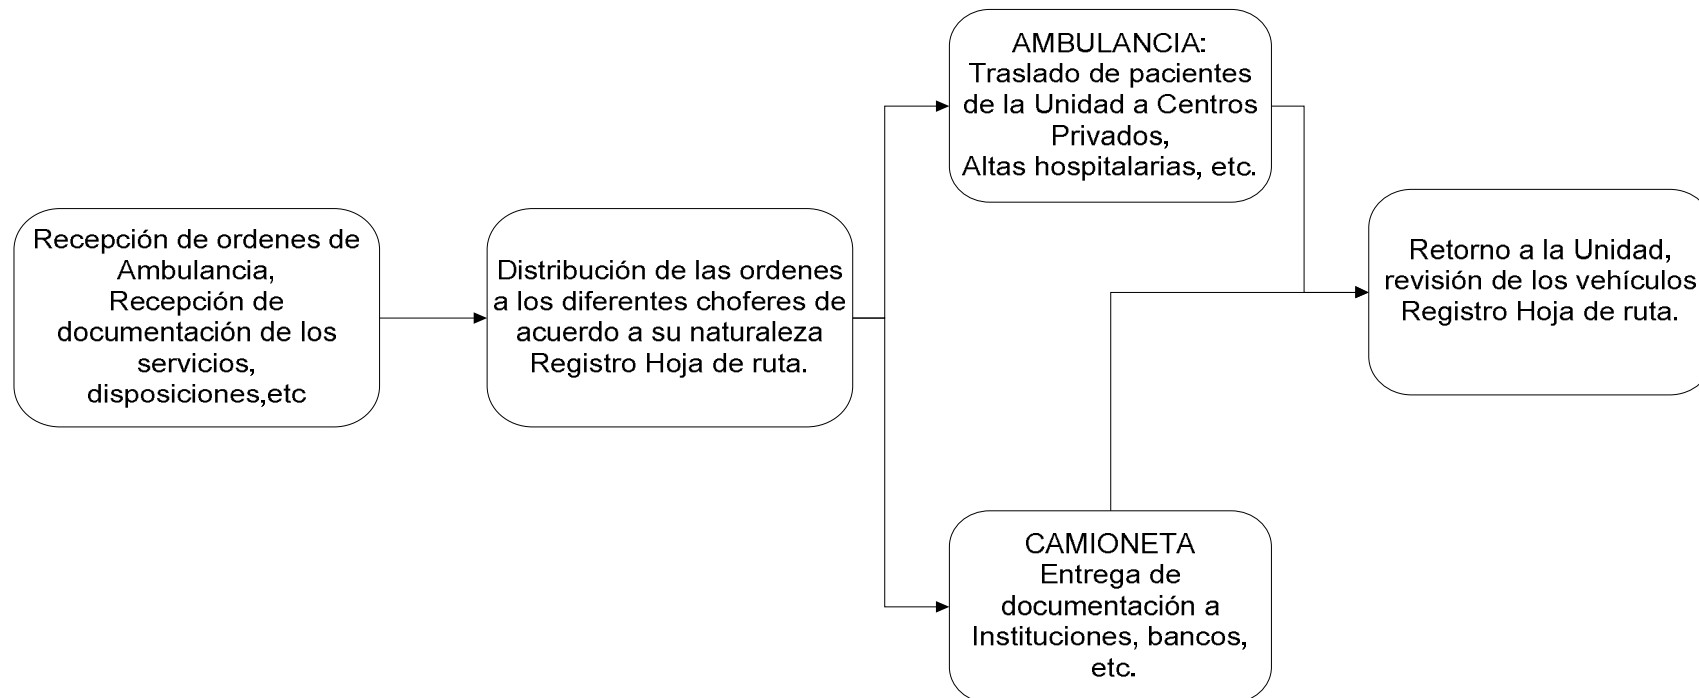 Recepción de ordenes de
Ambulancia,
Recepción de
documentación de los
servicios,
disposiciones,etc
Distribución de las ordenes
a los diferentes choferes de
acuerdo a su naturaleza
Registro Hoja de ruta.
AMBULANCIA:
Traslado de pacientes
de la Unidad a Centros
Privados,
Altas hospitalarias, etc.
CAMIONETA
Entrega de
documentación a
Instituciones, bancos,
etc.
Retorno a la Unidad,
revisión de los vehículos
Registro Hoja de ruta.